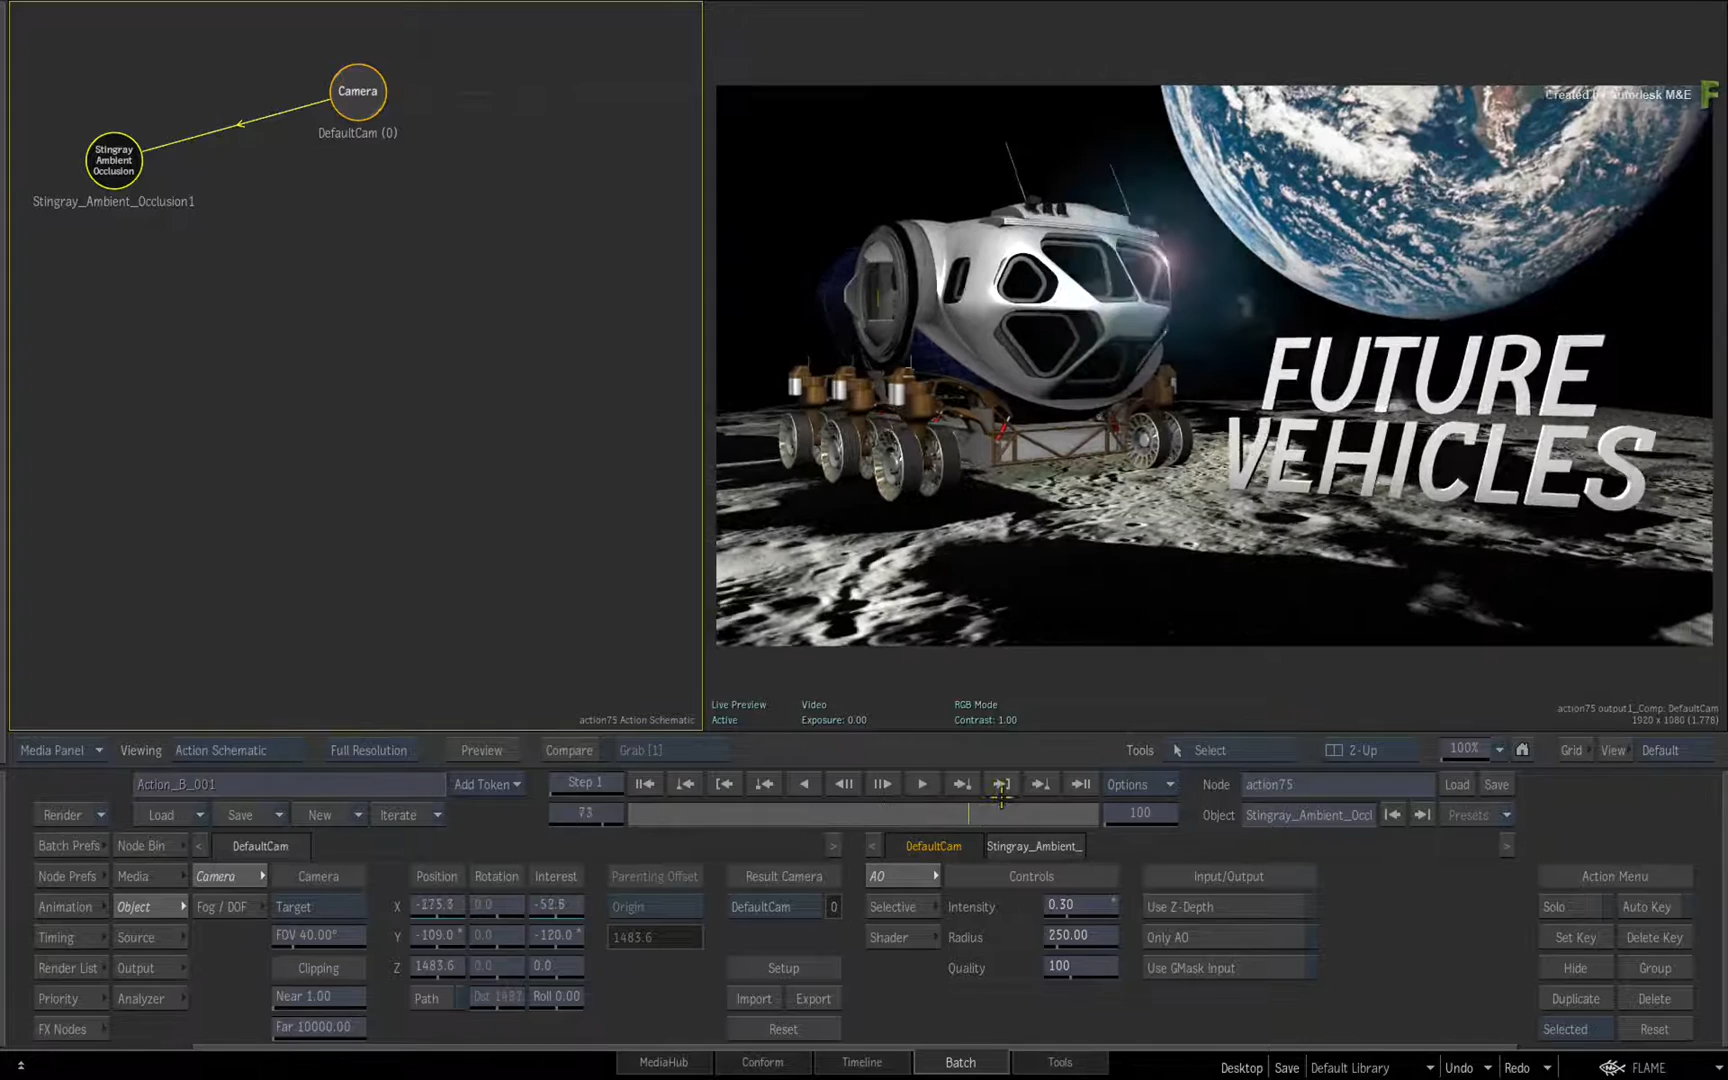 Camera
DefaultCam (0)
Stingray
Ambient
Occlusion
Stingray_Ambient_Occlusion1
action75 Action Schematic
Autodesk M&E
FUTURE
VEHICLES
Live Preview Video RGB Mode
Active Exposure: 0.00 Contrast: 1.00
action75 output1_Comp: DefaultCam
1920 x 1080 (1.778)
Media Panel Viewing Action Schematic Full Resolution Preview Compare Grab [1] Tools Select 2-Up 100% Grid View Default
Action_B_001 Add Token Step 1 Options Node action75 Load Save
Render Load Save New Iterate 73 100 Object Stingray_Ambient_Occl Presets
Batch Prefs Node Bin < DefaultCam > < DefaultCam Stingray_Ambient_ >
Node Prefs Media Camera Camera Position Rotation Interest Parenting Offset Result Camera AO Controls Input/Output Action Menu
Animation Object Fog / DOF Target X 0.0 Origin DefaultCam 0 Selective Intensity 0.30 Use Z-Depth Solo Auto Key
Timing Source FOV 40.00° Y -109.0 0.0 -120.0 1483.6 Shader Radius 250.00 Only AO Set Key Delete Key
Render List Output Clipping Z 1483.6 0.0 0.0 Setup Quality 100 Use GMask Input Hide Group
Priority Analyzer Near 1.00 Path Roll 0.00 Import Export Duplicate Delete
FX Nodes Far 10000.00 Reset Selected Reset
MediaHub Conform Timeline Batch Tools Desktop Save Default Library Undo Redo FLAME